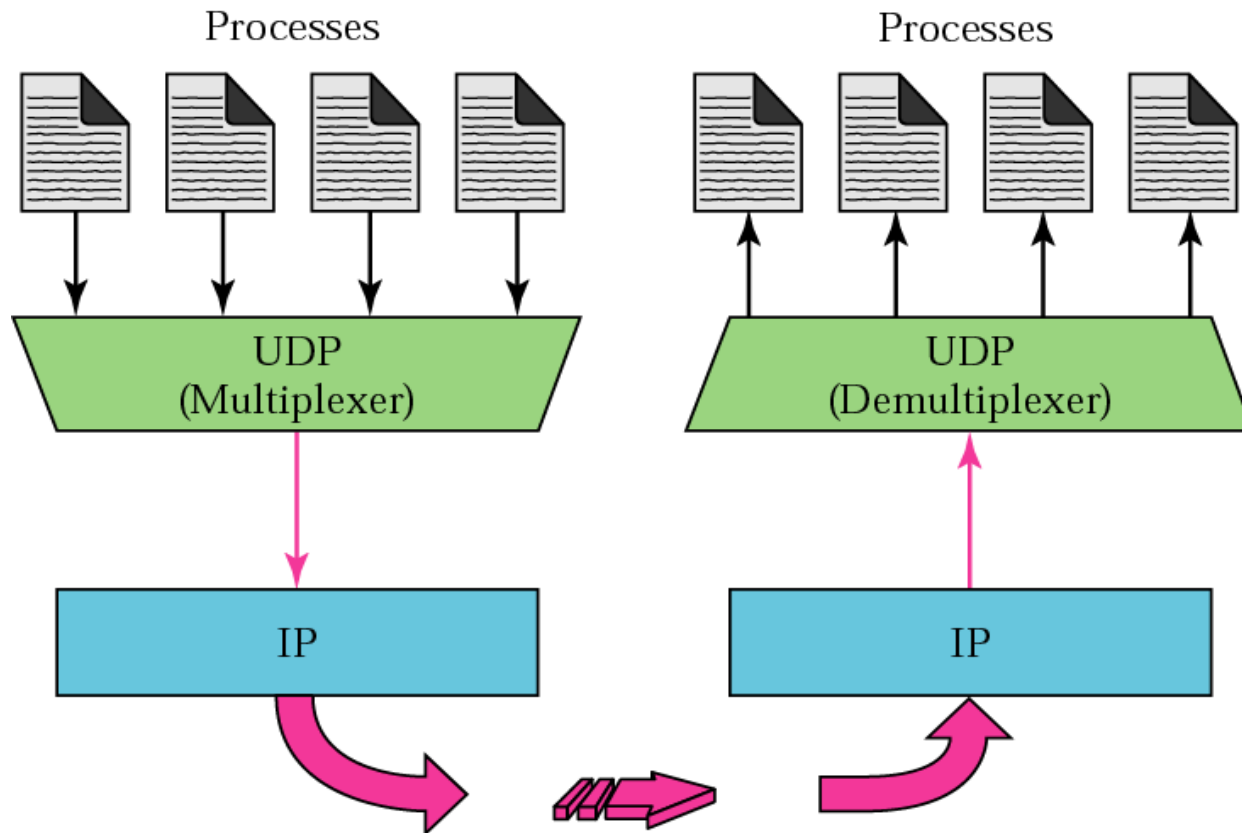 Processes
Processes
UDP
(Multiplexer)
UDP
(Demultiplexer)
IP
IP